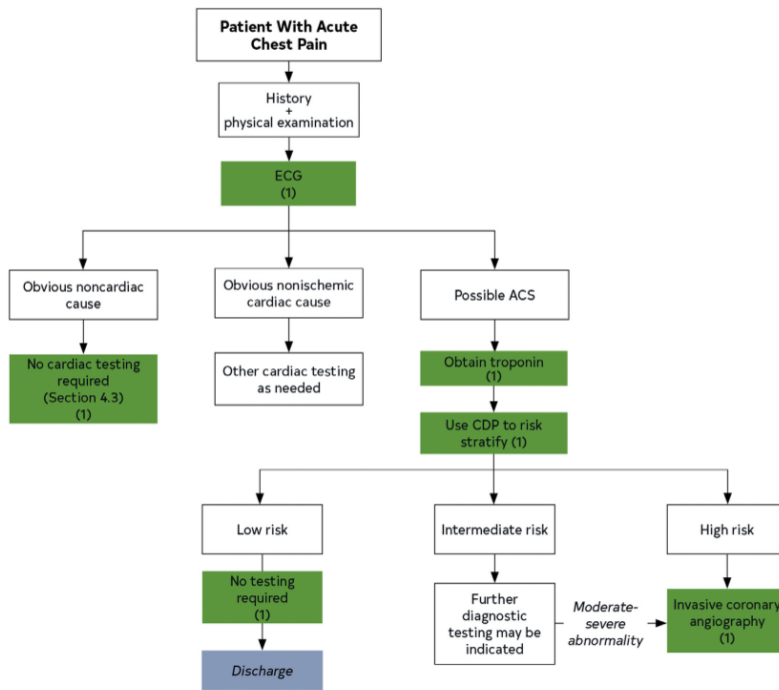 Patient With Acute
Chest Pain
History
+
physical examination
ECG
(1)
Obvious noncardiac
cause
Obvious nonischemic
cardiac cause
Possible ACS
No cardiac testing
required
(Section 4.3)
(1)
Other cardiac testing
as needed
Obtain troponin
(1)
Use CDP to risk
stratify (1)
Low risk
Intermediate risk
High risk
No testing
required
(1)
Further
diagnostic
testing may be
indicated
Moderate-
severe
abnormality
Invasive coronary
angiography
(1)
Discharge